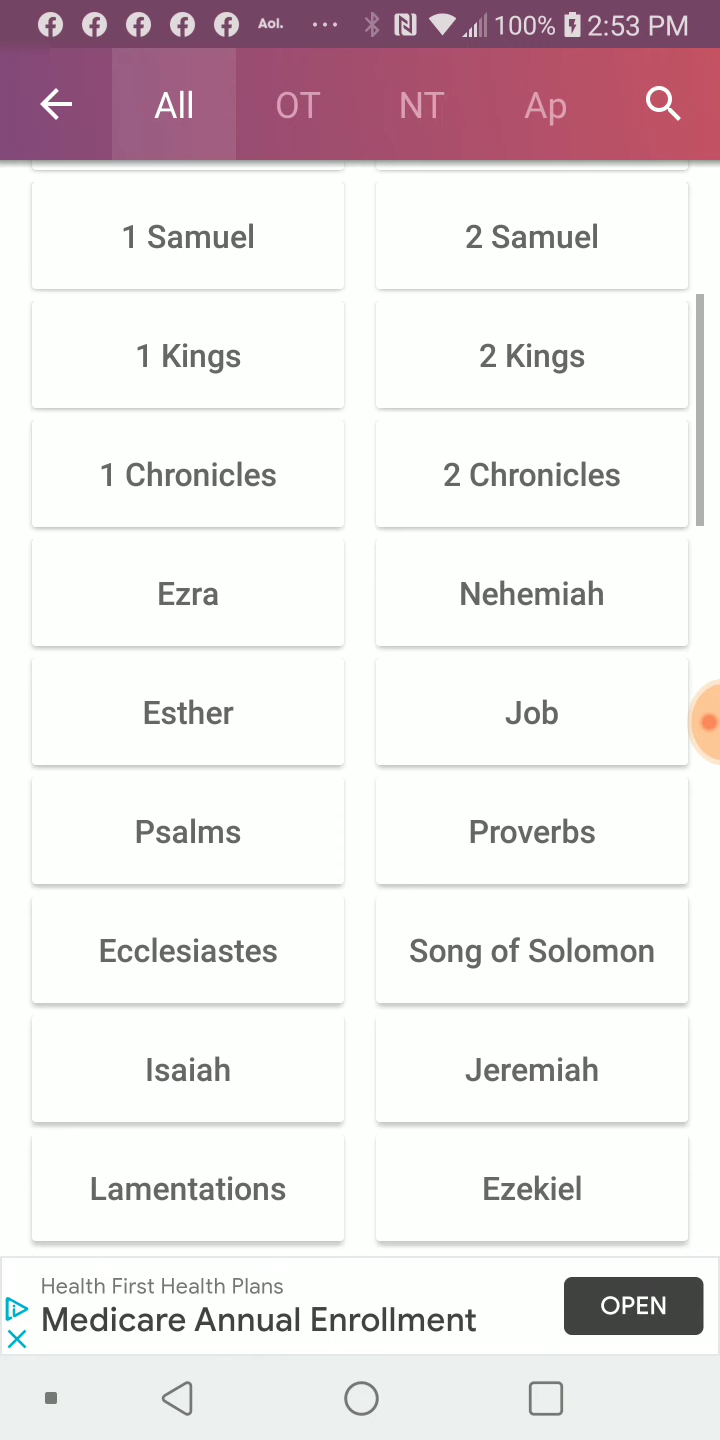 Aol. ... 100% 2:53 PM
All OT NT Ap
1 Samuel 2 Samuel
1 Kings 2 Kings
1 Chronicles 2 Chronicles
Ezra Nehemiah
Esther Job
Psalms Proverbs
Ecclesiastes Song of Solomon
Isaiah Jeremiah
Lamentations Ezekiel
Health First Health Plans
Medicare Annual Enrollment
OPEN